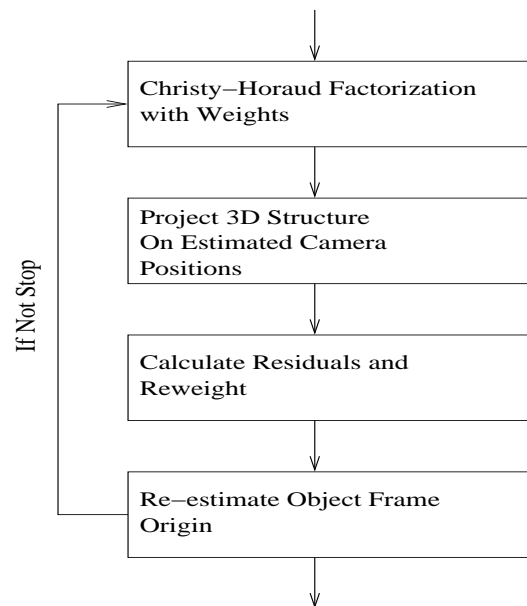 Christy–Horaud Factorization
with Weights
Project 3D Structure
On Estimated Camera
Positions
If Not Stop
Calculate Residuals and
Reweight
Re–estimate Object Frame
Origin